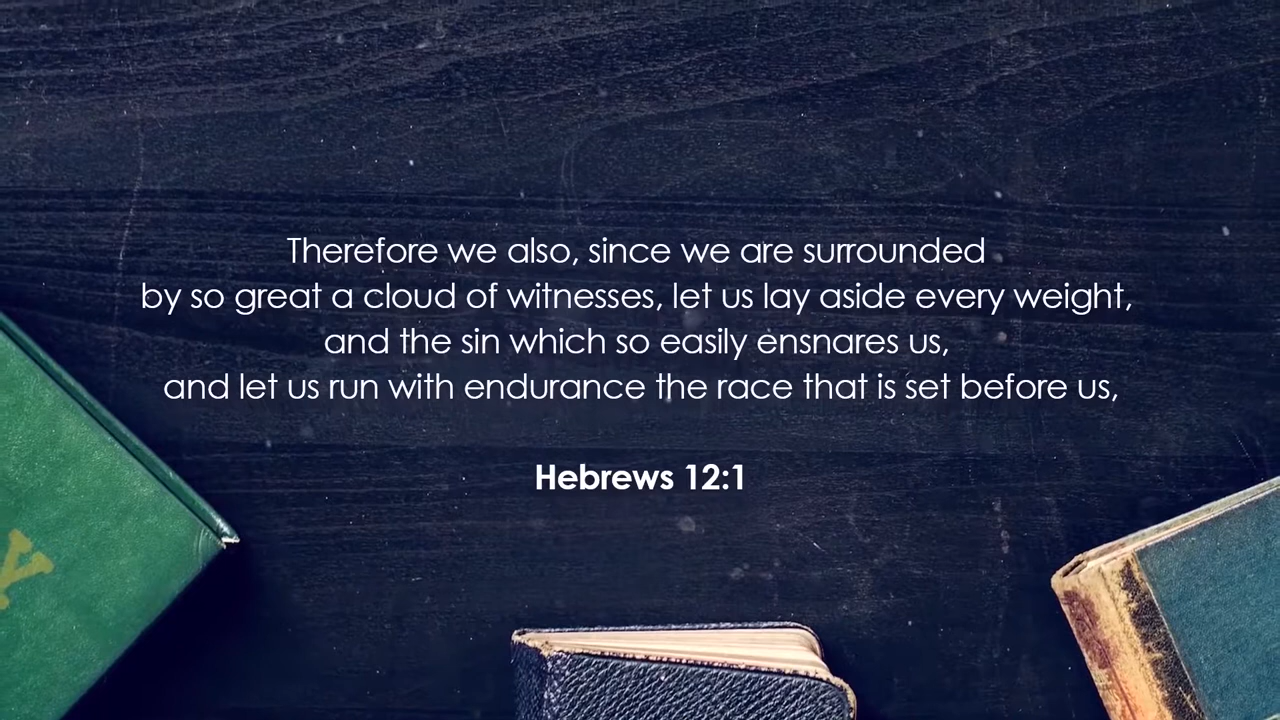 Therefore we also, since we are surrounded
by so great a cloud of witnesses, let us lay aside every weight,
and the sin which so easily ensnares us,
and let us run with endurance the race that is set before us,
Hebrews 12:1
Y